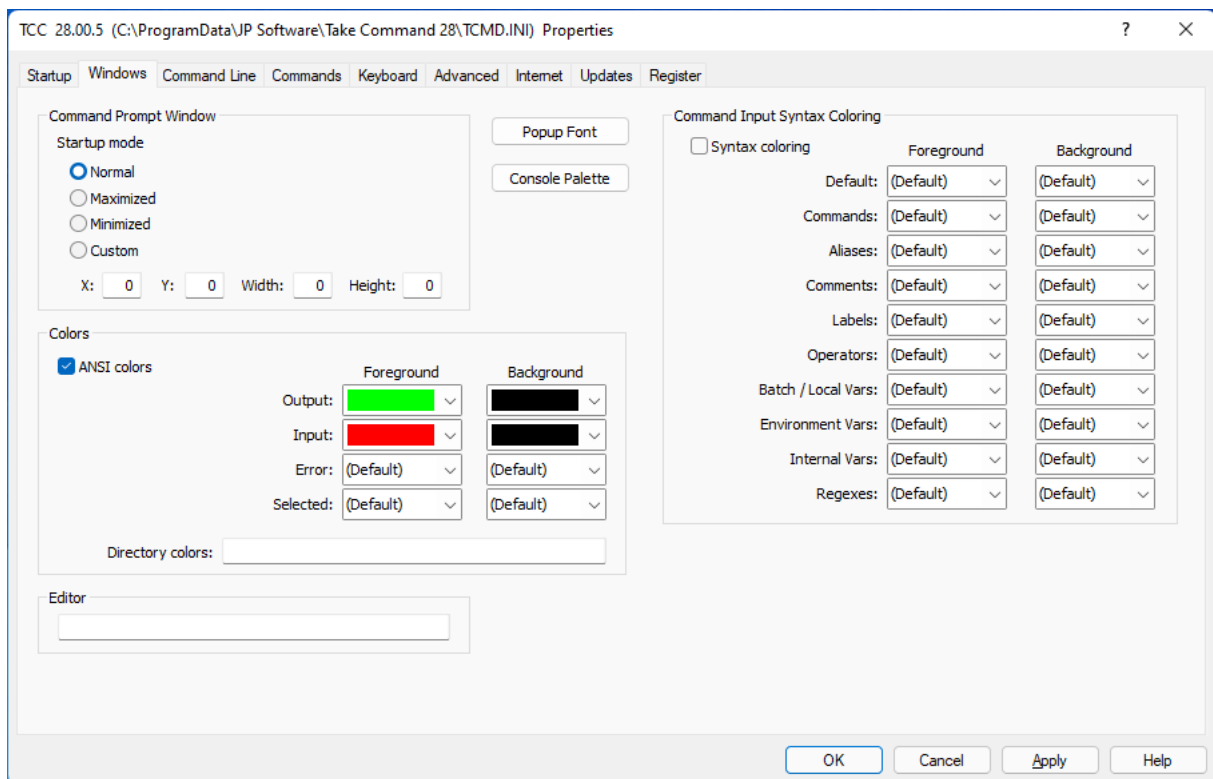 TCC 28.00.5 (C:\ProgramData\JP Software\Take Command 28\TCMD.INI) Properties
? ×
Startup Windows Command Line Commands Keyboard Advanced Internet Updates Register
Command Prompt Window
Startup mode
Normal
Maximized
Minimized
Custom
X: 0 Y: 0 Width: 0 Height: 0
Popup Font
Console Palette
Colors
ANSI colors
Foreground Background
Output:
Input:
Error: (Default) (Default)
Selected: (Default) (Default)
Directory colors:
Editor
Command Input Syntax Coloring
Syntax coloring
Foreground Background
Default: (Default) (Default)
Commands: (Default) (Default)
Aliases: (Default) (Default)
Comments: (Default) (Default)
Labels: (Default) (Default)
Operators: (Default) (Default)
Batch / Local Vars: (Default) (Default)
Environment Vars: (Default) (Default)
Internal Vars: (Default) (Default)
Regexes: (Default) (Default)
OK Cancel Apply Help